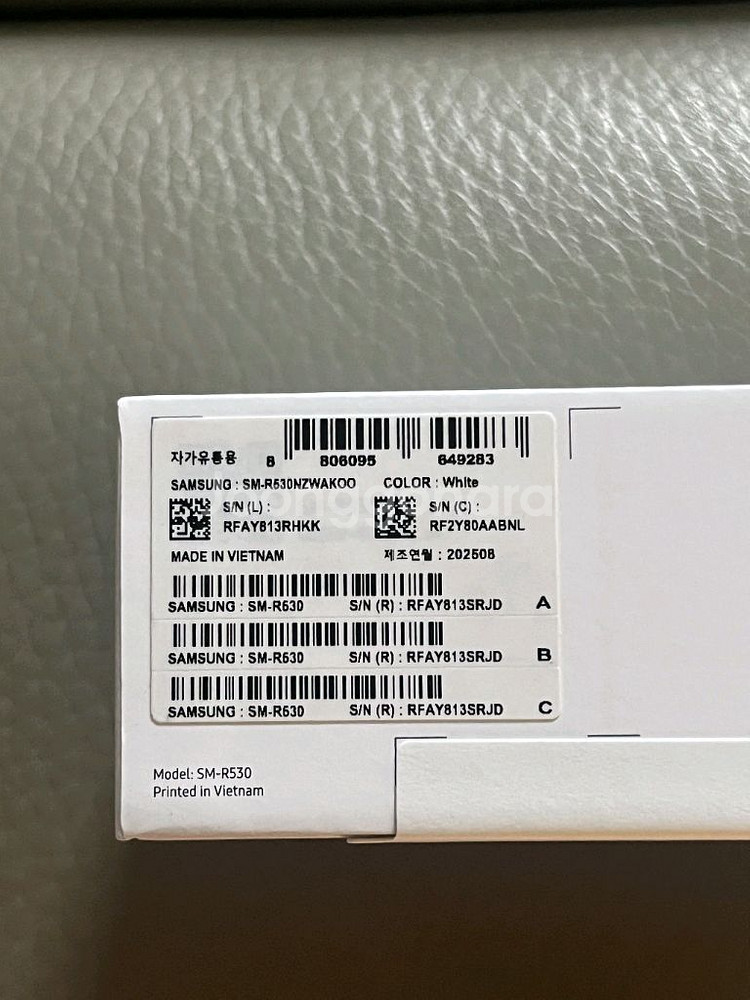 자가유통용 8 806095 649283
SAMSUNG : SM-R530NZWAKOO COLOR : White
S/N (L) : S/N (C) :
RFAY813RHKK RF2Y80AABNL
joonggonara
MADE IN VIETNAM 제조연월 : 202508
SAMSUNG : SM-R530 S/N (R) : RFAY813SRJD A
SAMSUNG : SM-R530 S/N (R) : RFAY813SRJD B
SAMSUNG : SM-R530 S/N (R) : RFAY813SRJD C
Model: SM-R530
Printed in Vietnam